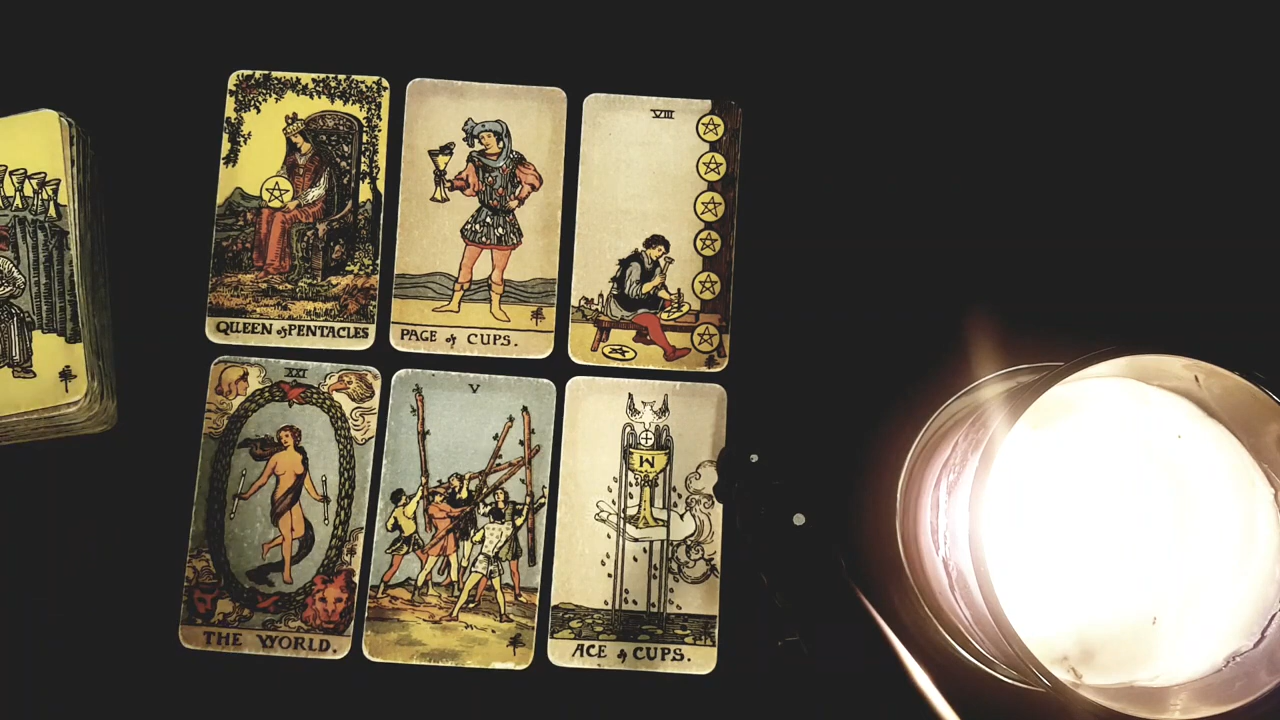 QUEEN of PENTACLES
PAGE of CUPS.
VIII
XXI
THE WORLD.
V
W
ACE of CUPS.